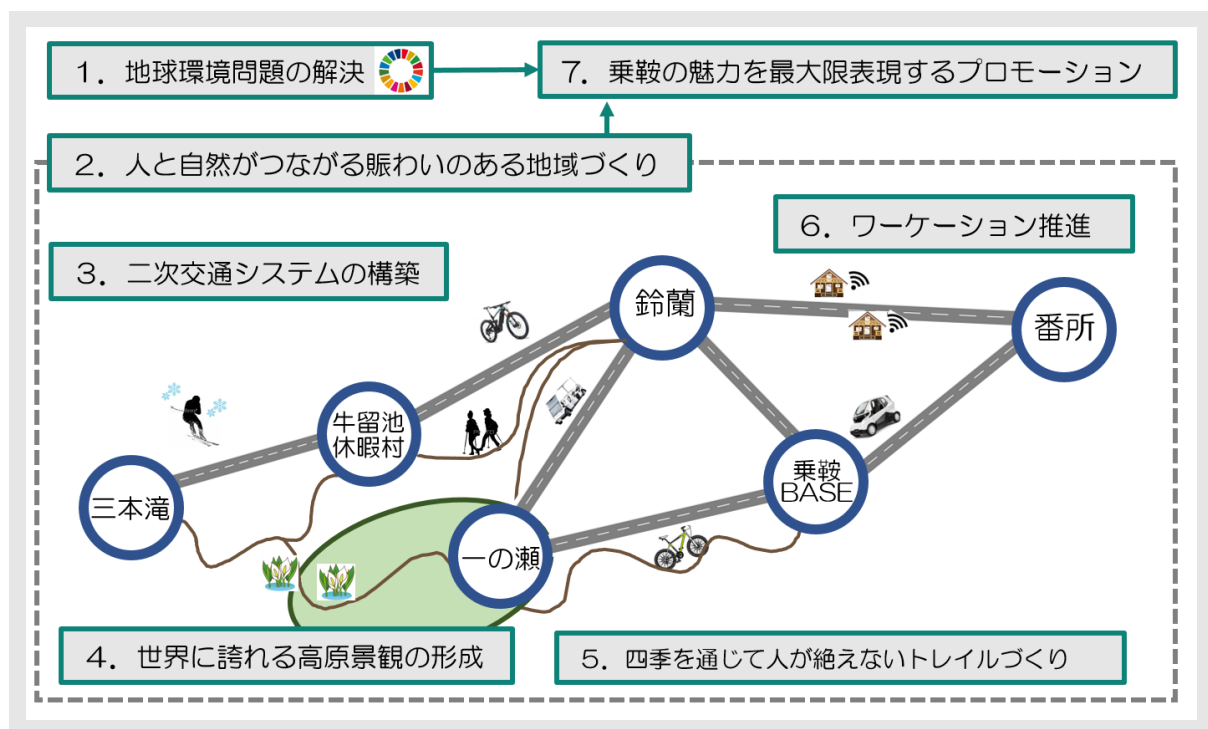 1．地球環境問題の解決
7．乗鞍の魅力を最大限表現するプロモーション
2．人と自然がつながる賑わいのある地域づくり
6．ワーケーション推進
3．二次交通システムの構築
鈴蘭
番所
牛留池
休暇村
乗鞍
BASE
三本滝
一の瀬
4．世界に誇れる高原景観の形成
5．四季を通じて人が絶えないトレイルづくり